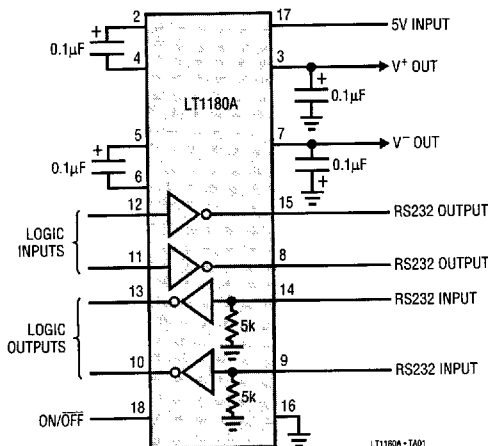 2
17
5V INPUT
+
0.1µF
4
3
V+ OUT
+
0.1µF
LT1180A
5
7
V− OUT
+
0.1µF
6
0.1µF
+
12
15
RS232 OUTPUT
LOGIC
INPUTS
11
8
RS232 OUTPUT
13
14
RS232 INPUT
5k
LOGIC
OUTPUTS
10
9
RS232 INPUT
5k
ON/OFF
18
16
LT1180A • TA01